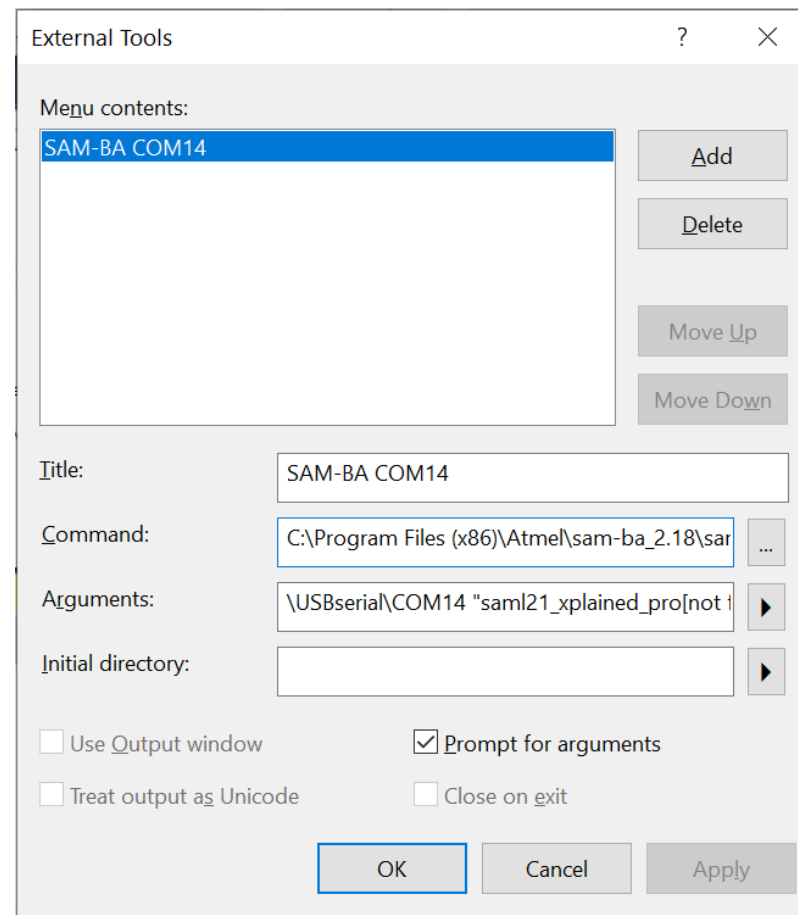 External Tools
?
Menu contents:
SAM-BA COM14
Add
Delete
Move Up
Move Down
Title:
SAM-BA COM14
Command:
C:\Program Files (x86)\Atmel\sam-ba_2.18\sar
...
Arguments:
\USBserial\COM14 "saml21_xplained_pro[not f
Initial directory:
Use Output window
Prompt for arguments
Treat output as Unicode
Close on exit
OK
Cancel
Apply